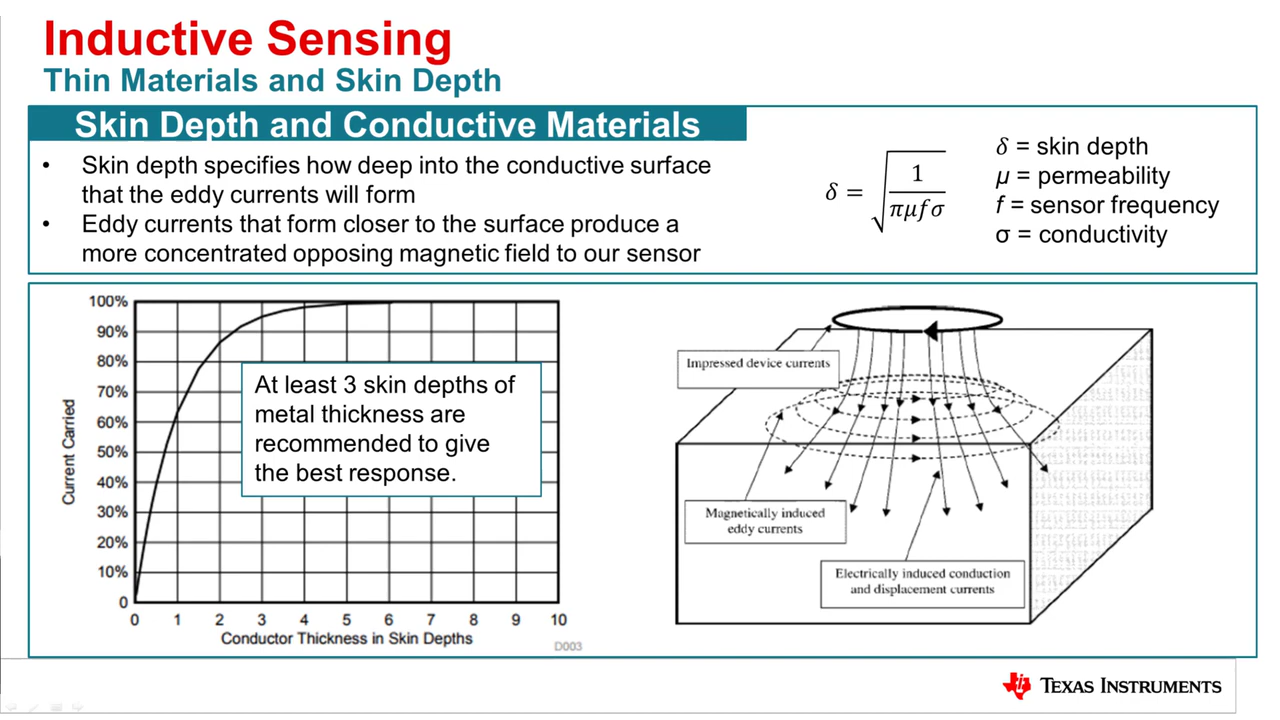 Inductive Sensing
Thin Materials and Skin Depth
Skin Depth and Conductive Materials
• Skin depth specifies how deep into the conductive surface
that the eddy currents will form
• Eddy currents that form closer to the surface produce a
more concentrated opposing magnetic field to our sensor
δ = √(1/πμfσ)
δ = skin depth
μ = permeability
f = sensor frequency
σ = conductivity
Current Carried
100%
90%
80%
70%
60%
50%
40%
30%
20%
10%
0
0 1 2 3 4 5 6 7 8 9 10
Conductor Thickness in Skin Depths
D003
At least 3 skin depths of
metal thickness are
recommended to give
the best response.
Impressed device currents
Magnetically induced
eddy currents
Electrically induced conduction
and displacement currents
TEXAS INSTRUMENTS